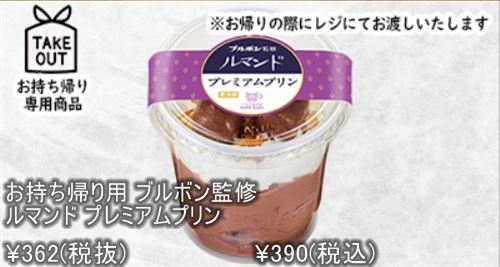 TAKE
OUT
お持ち帰り
専用商品
※お帰りの際にレジにてお渡しいたします
ブルボン監修
ルマンド
プレミアムプリン
お持ち帰り用 ブルボン監修
ルマンド プレミアムプリン
¥362(税抜)
¥390(税込)